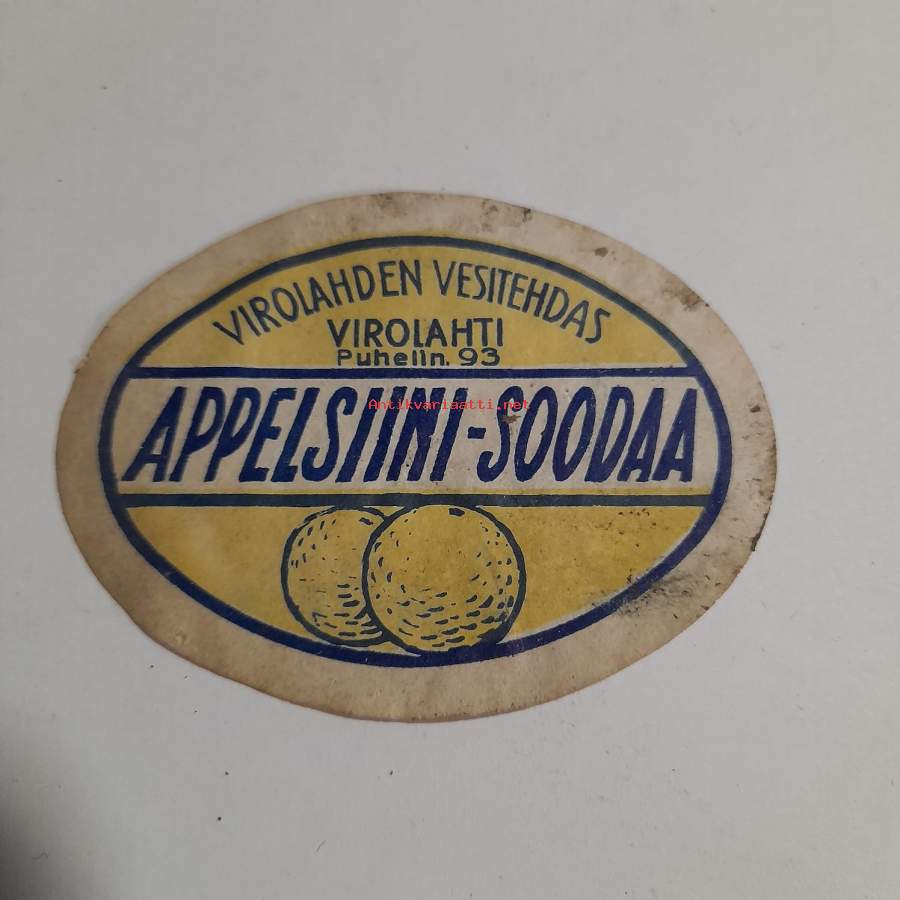 VIROLAHDEN VESITEHDAS
VIROLAHTI
Puhelin. 93
APPELSIINI-SOODAA
Antikvariaatti.net